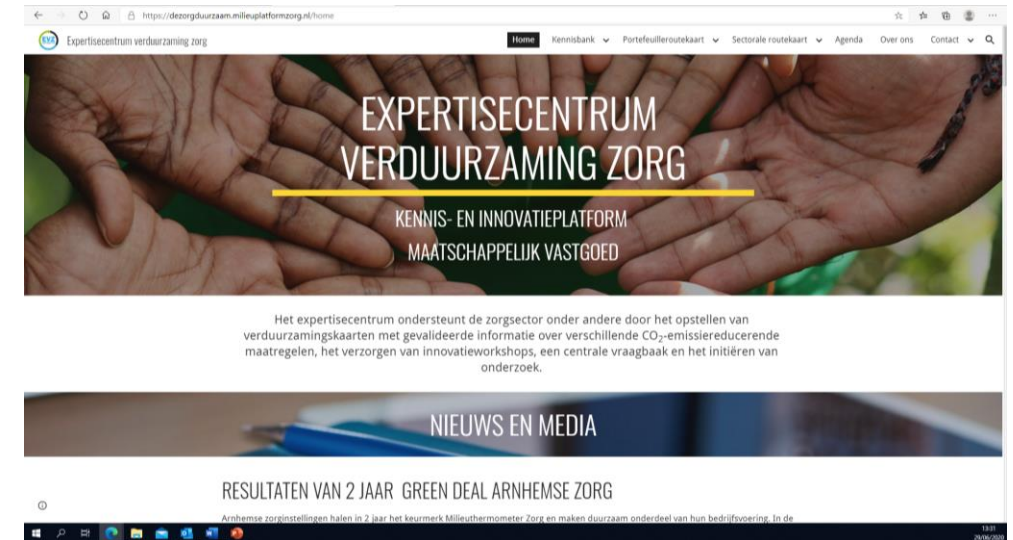 https://dezorgduurzaam.milieuplatformzorg.nl/home
EVZ Expertisecentrum verduurzaming zorg Home Kennisbank Portefeuilleroutekaart Sectorale routekaart Agenda Over ons Contact
EXPERTISECENTRUM
VERDUURZAMING ZORG
KENNIS- EN INNOVATIEPLATFORM
MAATSCHAPPELIJK VASTGOED
Het expertisecentrum ondersteunt de zorgsector onder andere door het opstellen van
verduurzamingskaarten met gevalideerde informatie over verschillende CO₂-emissiereducerende
maatregelen, het verzorgen van innovatieworkshops, een centrale vraagbaak en het initiëren van
onderzoek.
NIEUWS EN MEDIA
RESULTATEN VAN 2 JAAR GREEN DEAL ARNHEMSE ZORG
Arnhemse zorginstellingen halen in 2 jaar het keurmerk Milieuthermometer Zorg en maken duurzaam onderdeel van hun bedrijfsvoering. In de
13:31
29/06/2020